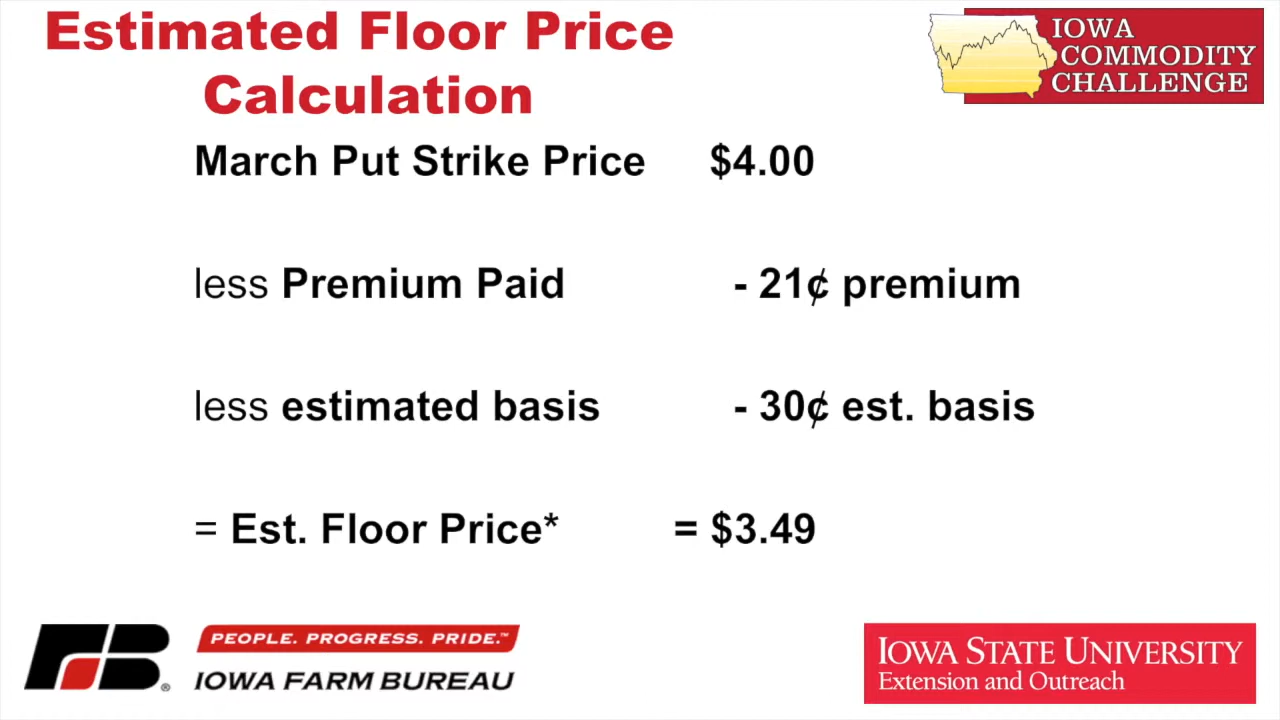 Estimated Floor Price
Calculation
IOWA
COMMODITY
CHALLENGE
March Put Strike Price $4.00
less Premium Paid - 21¢ premium
less estimated basis - 30¢ est. basis
= Est. Floor Price* = $3.49
FB®
PEOPLE. PROGRESS. PRIDE.™
IOWA FARM BUREAU
IOWA STATE UNIVERSITY
Extension and Outreach